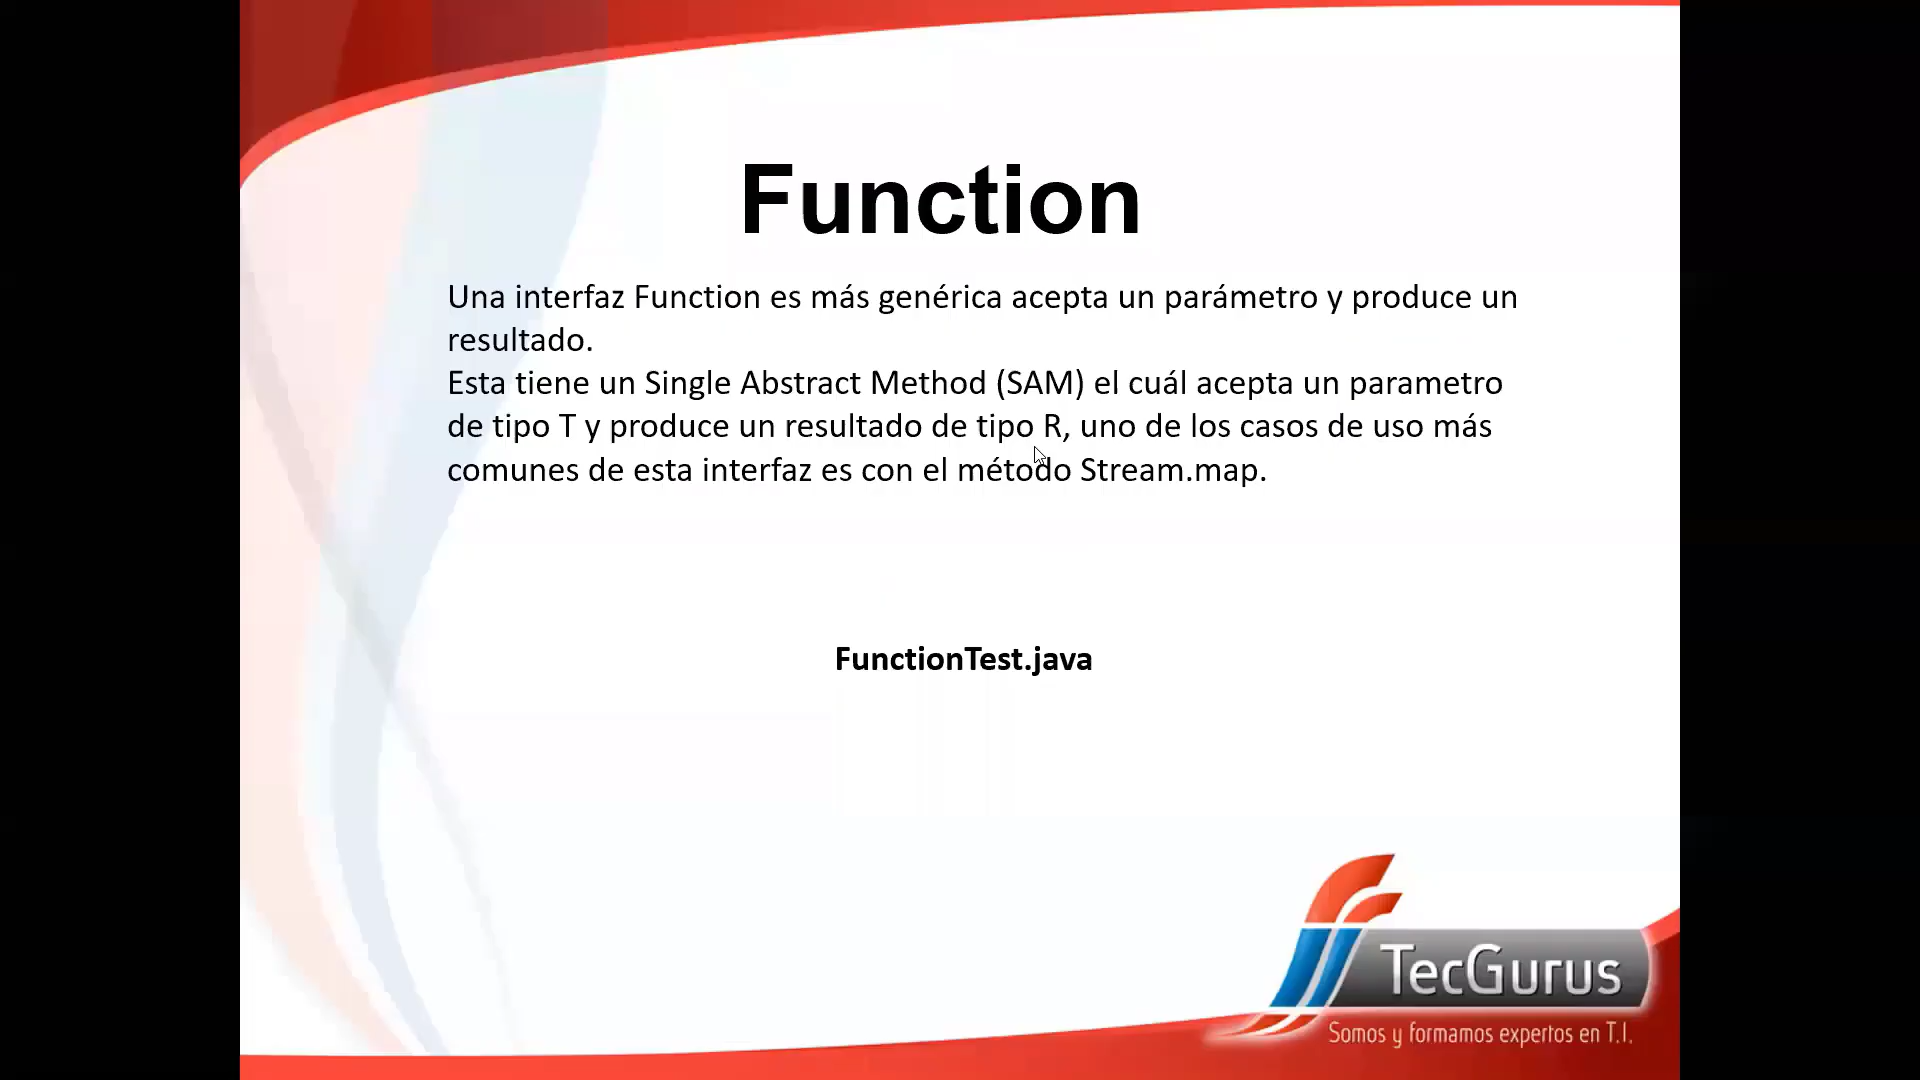 Function
Una interfaz Function es más genérica acepta un parámetro y produce un
resultado.
Esta tiene un Single Abstract Method (SAM) el cuál acepta un parametro
de tipo T y produce un resultado de tipo R, uno de los casos de uso más
comunes de esta interfaz es con el método Stream.map.
FunctionTest.java
TecGurus
Somos y formamos expertos en T.I.